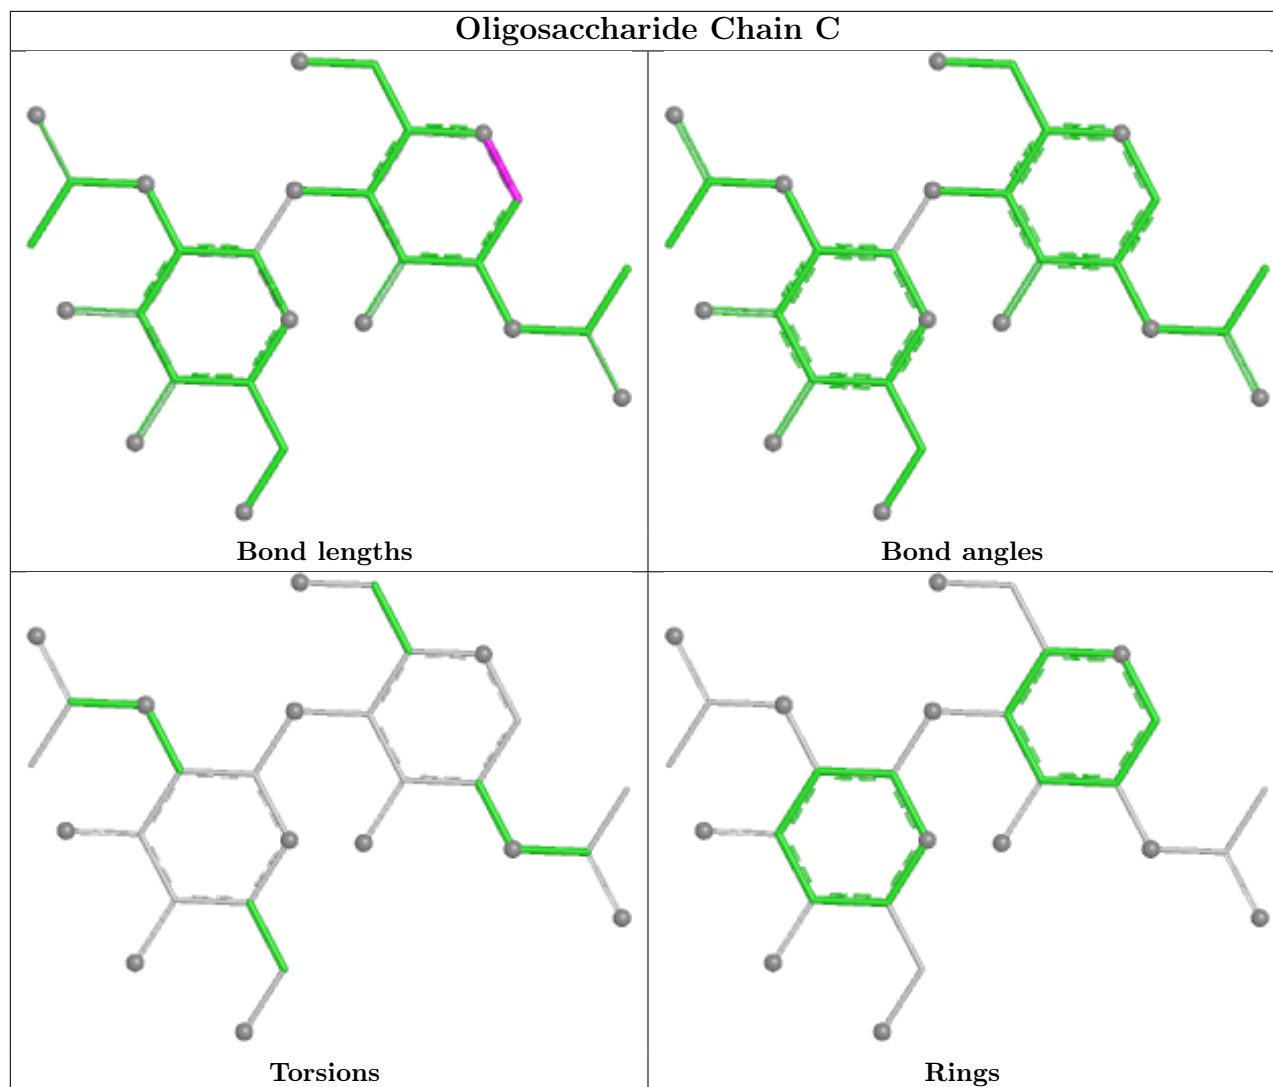 Oligosaccharide Chain C
Bond lengths
Bond angles
Torsions
Rings